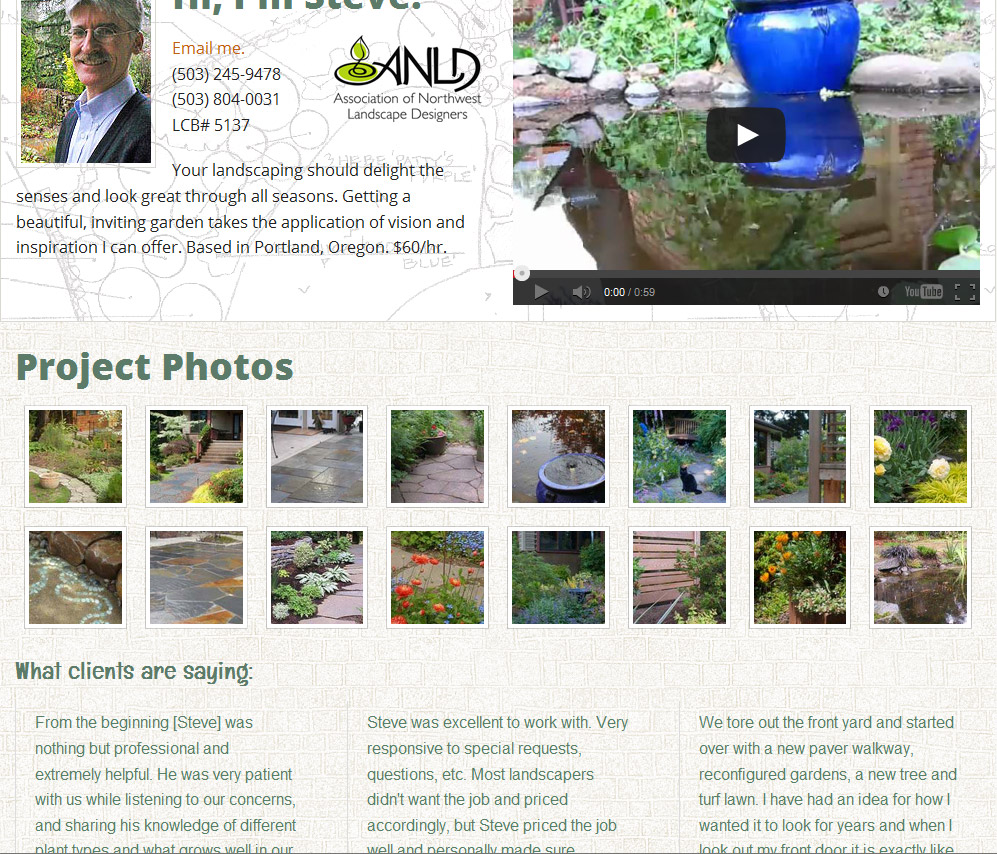 Hi, I'm Steve.
Email me.
(503) 245-9478
(503) 804-0031
LCB# 5137
ANLD
Association of Northwest
Landscape Designers
Your landscaping should delight the
senses and look great through all seasons. Getting a
beautiful, inviting garden takes the application of vision and
inspiration I can offer. Based in Portland, Oregon. $60/hr.
BLUE
0:00 / 0:59
YouTube
Project Photos
What clients are saying:
From the beginning [Steve] was
nothing but professional and
extremely helpful. He was very patient
with us while listening to our concerns,
and sharing his knowledge of different
plant types and what grows well in our
Steve was excellent to work with. Very
responsive to special requests,
questions, etc. Most landscapers
didn't want the job and priced
accordingly, but Steve priced the job
well and personally made sure
We tore out the front yard and started
over with a new paver walkway,
reconfigured gardens, a new tree and
turf lawn. I have had an idea for how I
wanted it to look for years and when I
look out my front door it is exactly like